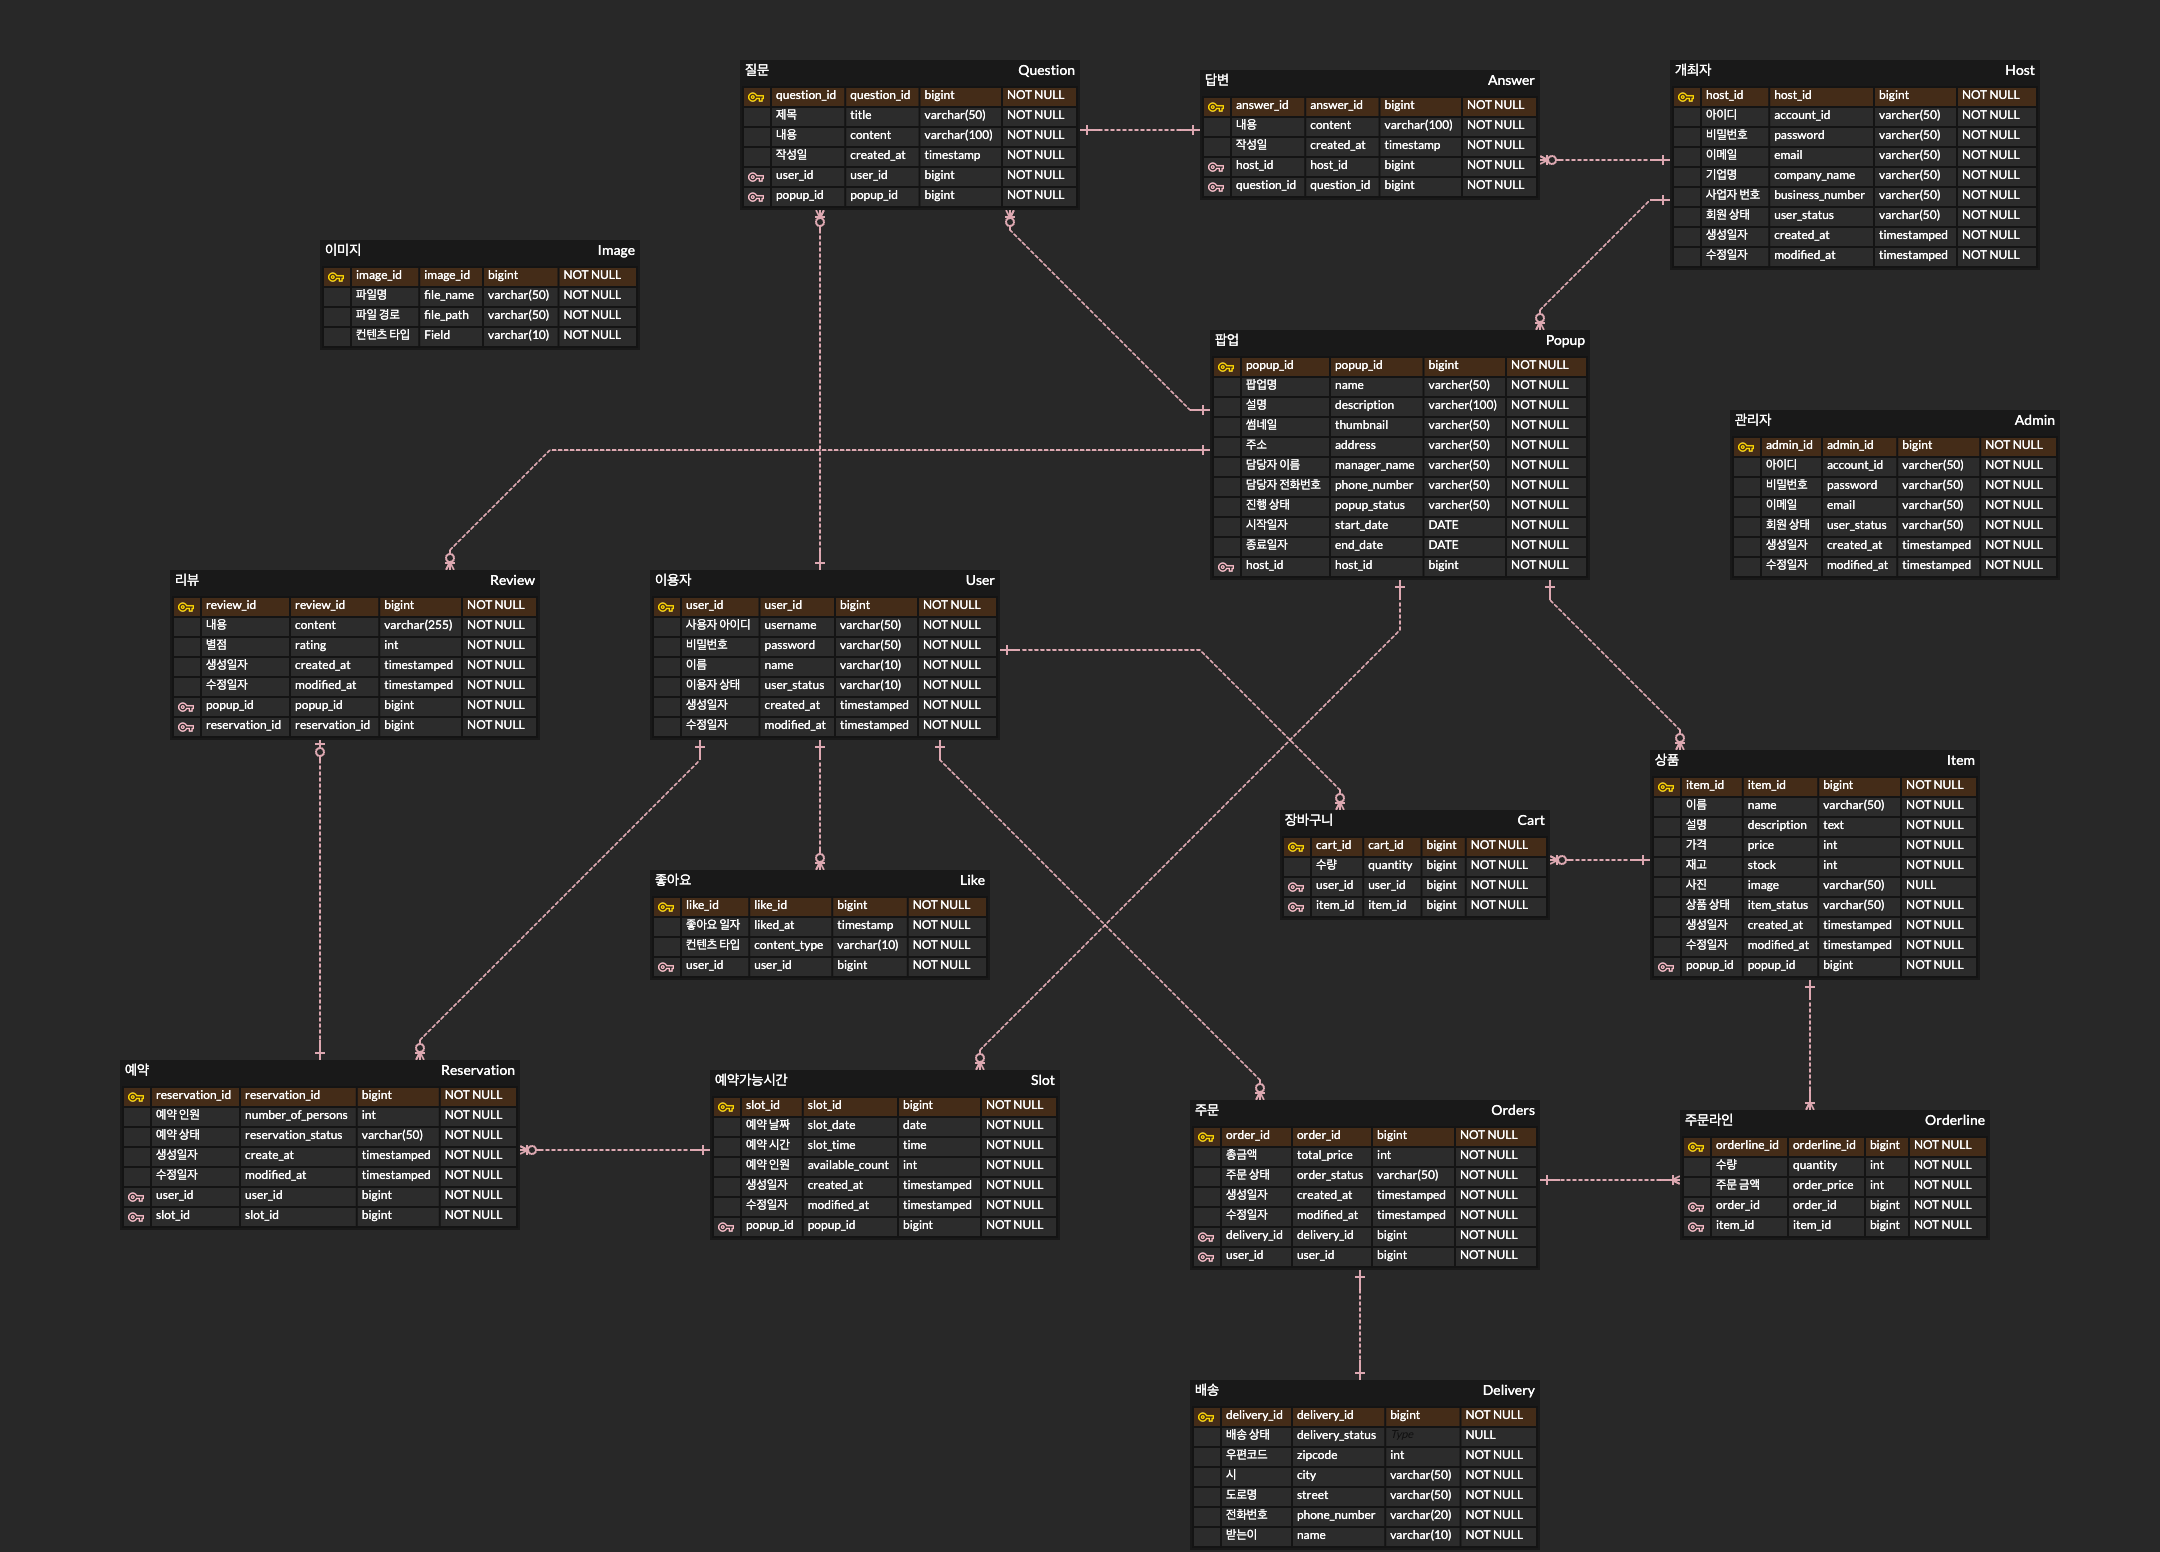 질문 Question
question_id question_id bigint NOT NULL
제목 title varchar(50) NOT NULL
내용 content varchar(100) NOT NULL
작성일 created_at timestamp NOT NULL
user_id user_id bigint NOT NULL
popup_id popup_id bigint NOT NULL
답변 Answer
answer_id answer_id bigint NOT NULL
내용 content varchar(100) NOT NULL
작성일 created_at timestamp NOT NULL
host_id host_id bigint NOT NULL
question_id question_id bigint NOT NULL
개최자 Host
host_id host_id bigint NOT NULL
아이디 account_id varcher(50) NOT NULL
비밀번호 password varcher(50) NOT NULL
이메일 email varcher(50) NOT NULL
기업명 company_name varcher(50) NOT NULL
사업자 번호 business_number varcher(50) NOT NULL
회원 상태 user_status varcher(50) NOT NULL
생성일자 created_at timestamped NOT NULL
수정일자 modified_at timestamped NOT NULL
이미지 Image
image_id image_id bigint NOT NULL
파일명 file_name varchar(50) NOT NULL
파일 경로 file_path varchar(50) NOT NULL
컨텐츠 타입 Field varchar(10) NOT NULL
팝업 Popup
popup_id popup_id bigint NOT NULL
팝업명 name varcher(50) NOT NULL
설명 description varcher(100) NOT NULL
썸네일 thumbnail varcher(50) NOT NULL
주소 address varcher(50) NOT NULL
담당자 이름 manager_name varcher(50) NOT NULL
담당자 전화번호 phone_number varcher(50) NOT NULL
진행 상태 popup_status varcher(50) NOT NULL
시작일자 start_date DATE NOT NULL
종료일자 end_date DATE NOT NULL
host_id host_id bigint NOT NULL
관리자 Admin
admin_id admin_id bigint NOT NULL
아이디 account_id varcher(50) NOT NULL
비밀번호 password varcher(50) NOT NULL
이메일 email varcher(50) NOT NULL
회원 상태 user_status varcher(50) NOT NULL
생성일자 created_at timestamped NOT NULL
수정일자 modified_at timestamped NOT NULL
리뷰 Review
review_id review_id bigint NOT NULL
내용 content varchar(255) NOT NULL
별점 rating int NOT NULL
생성일자 created_at timestamped NOT NULL
수정일자 modified_at timestamped NOT NULL
popup_id popup_id bigint NOT NULL
reservation_id reservation_id bigint NOT NULL
이용자 User
user_id user_id bigint NOT NULL
사용자 아이디 username varchar(50) NOT NULL
비밀번호 password varchar(50) NOT NULL
이름 name varchar(10) NOT NULL
이용자 상태 user_status varchar(10) NOT NULL
생성일자 created_at timestamped NOT NULL
수정일자 modified_at timestamped NOT NULL
상품 Item
item_id item_id bigint NOT NULL
이름 name varchar(50) NOT NULL
설명 description text NOT NULL
가격 price int NOT NULL
재고 stock int NOT NULL
사진 image varchar(50) NULL
상품 상태 item_status varchar(50) NOT NULL
생성일자 created_at timestamped NOT NULL
수정일자 modified_at timestamped NOT NULL
popup_id popup_id bigint NOT NULL
장바구니 Cart
cart_id cart_id bigint NOT NULL
수량 quantity bigint NOT NULL
user_id user_id bigint NOT NULL
item_id item_id bigint NOT NULL
좋아요 Like
like_id like_id bigint NOT NULL
좋아요 일자 liked_at timestamp NOT NULL
컨텐츠 타입 content_type varchar(10) NOT NULL
user_id user_id bigint NOT NULL
예약 Reservation
reservation_id reservation_id bigint NOT NULL
예약 인원 number_of_persons int NOT NULL
예약 상태 reservation_status varchar(50) NOT NULL
생성일자 create_at timestamped NOT NULL
수정일자 modified_at timestamped NOT NULL
user_id user_id bigint NOT NULL
slot_id slot_id bigint NOT NULL
예약가능시간 Slot
slot_id slot_id bigint NOT NULL
예약 날짜 slot_date date NOT NULL
예약 시간 slot_time time NOT NULL
예약 인원 available_count int NOT NULL
생성일자 created_at timestamped NOT NULL
수정일자 modified_at timestamped NOT NULL
popup_id popup_id bigint NOT NULL
주문 Orders
order_id order_id bigint NOT NULL
총금액 total_price int NOT NULL
주문 상태 order_status varchar(50) NOT NULL
생성일자 created_at timestamped NOT NULL
수정일자 modified_at timestamped NOT NULL
delivery_id delivery_id bigint NOT NULL
user_id user_id bigint NOT NULL
주문라인 Orderline
orderline_id orderline_id bigint NOT NULL
수량 quantity int NOT NULL
주문 금액 order_price int NOT NULL
order_id order_id bigint NOT NULL
item_id item_id bigint NOT NULL
배송 Delivery
delivery_id delivery_id bigint NOT NULL
배송 상태 delivery_status Type NULL
우편코드 zipcode int NOT NULL
시 city varchar(50) NOT NULL
도로명 street varchar(50) NOT NULL
전화번호 phone_number varchar(20) NOT NULL
받는이 name varchar(10) NOT NULL